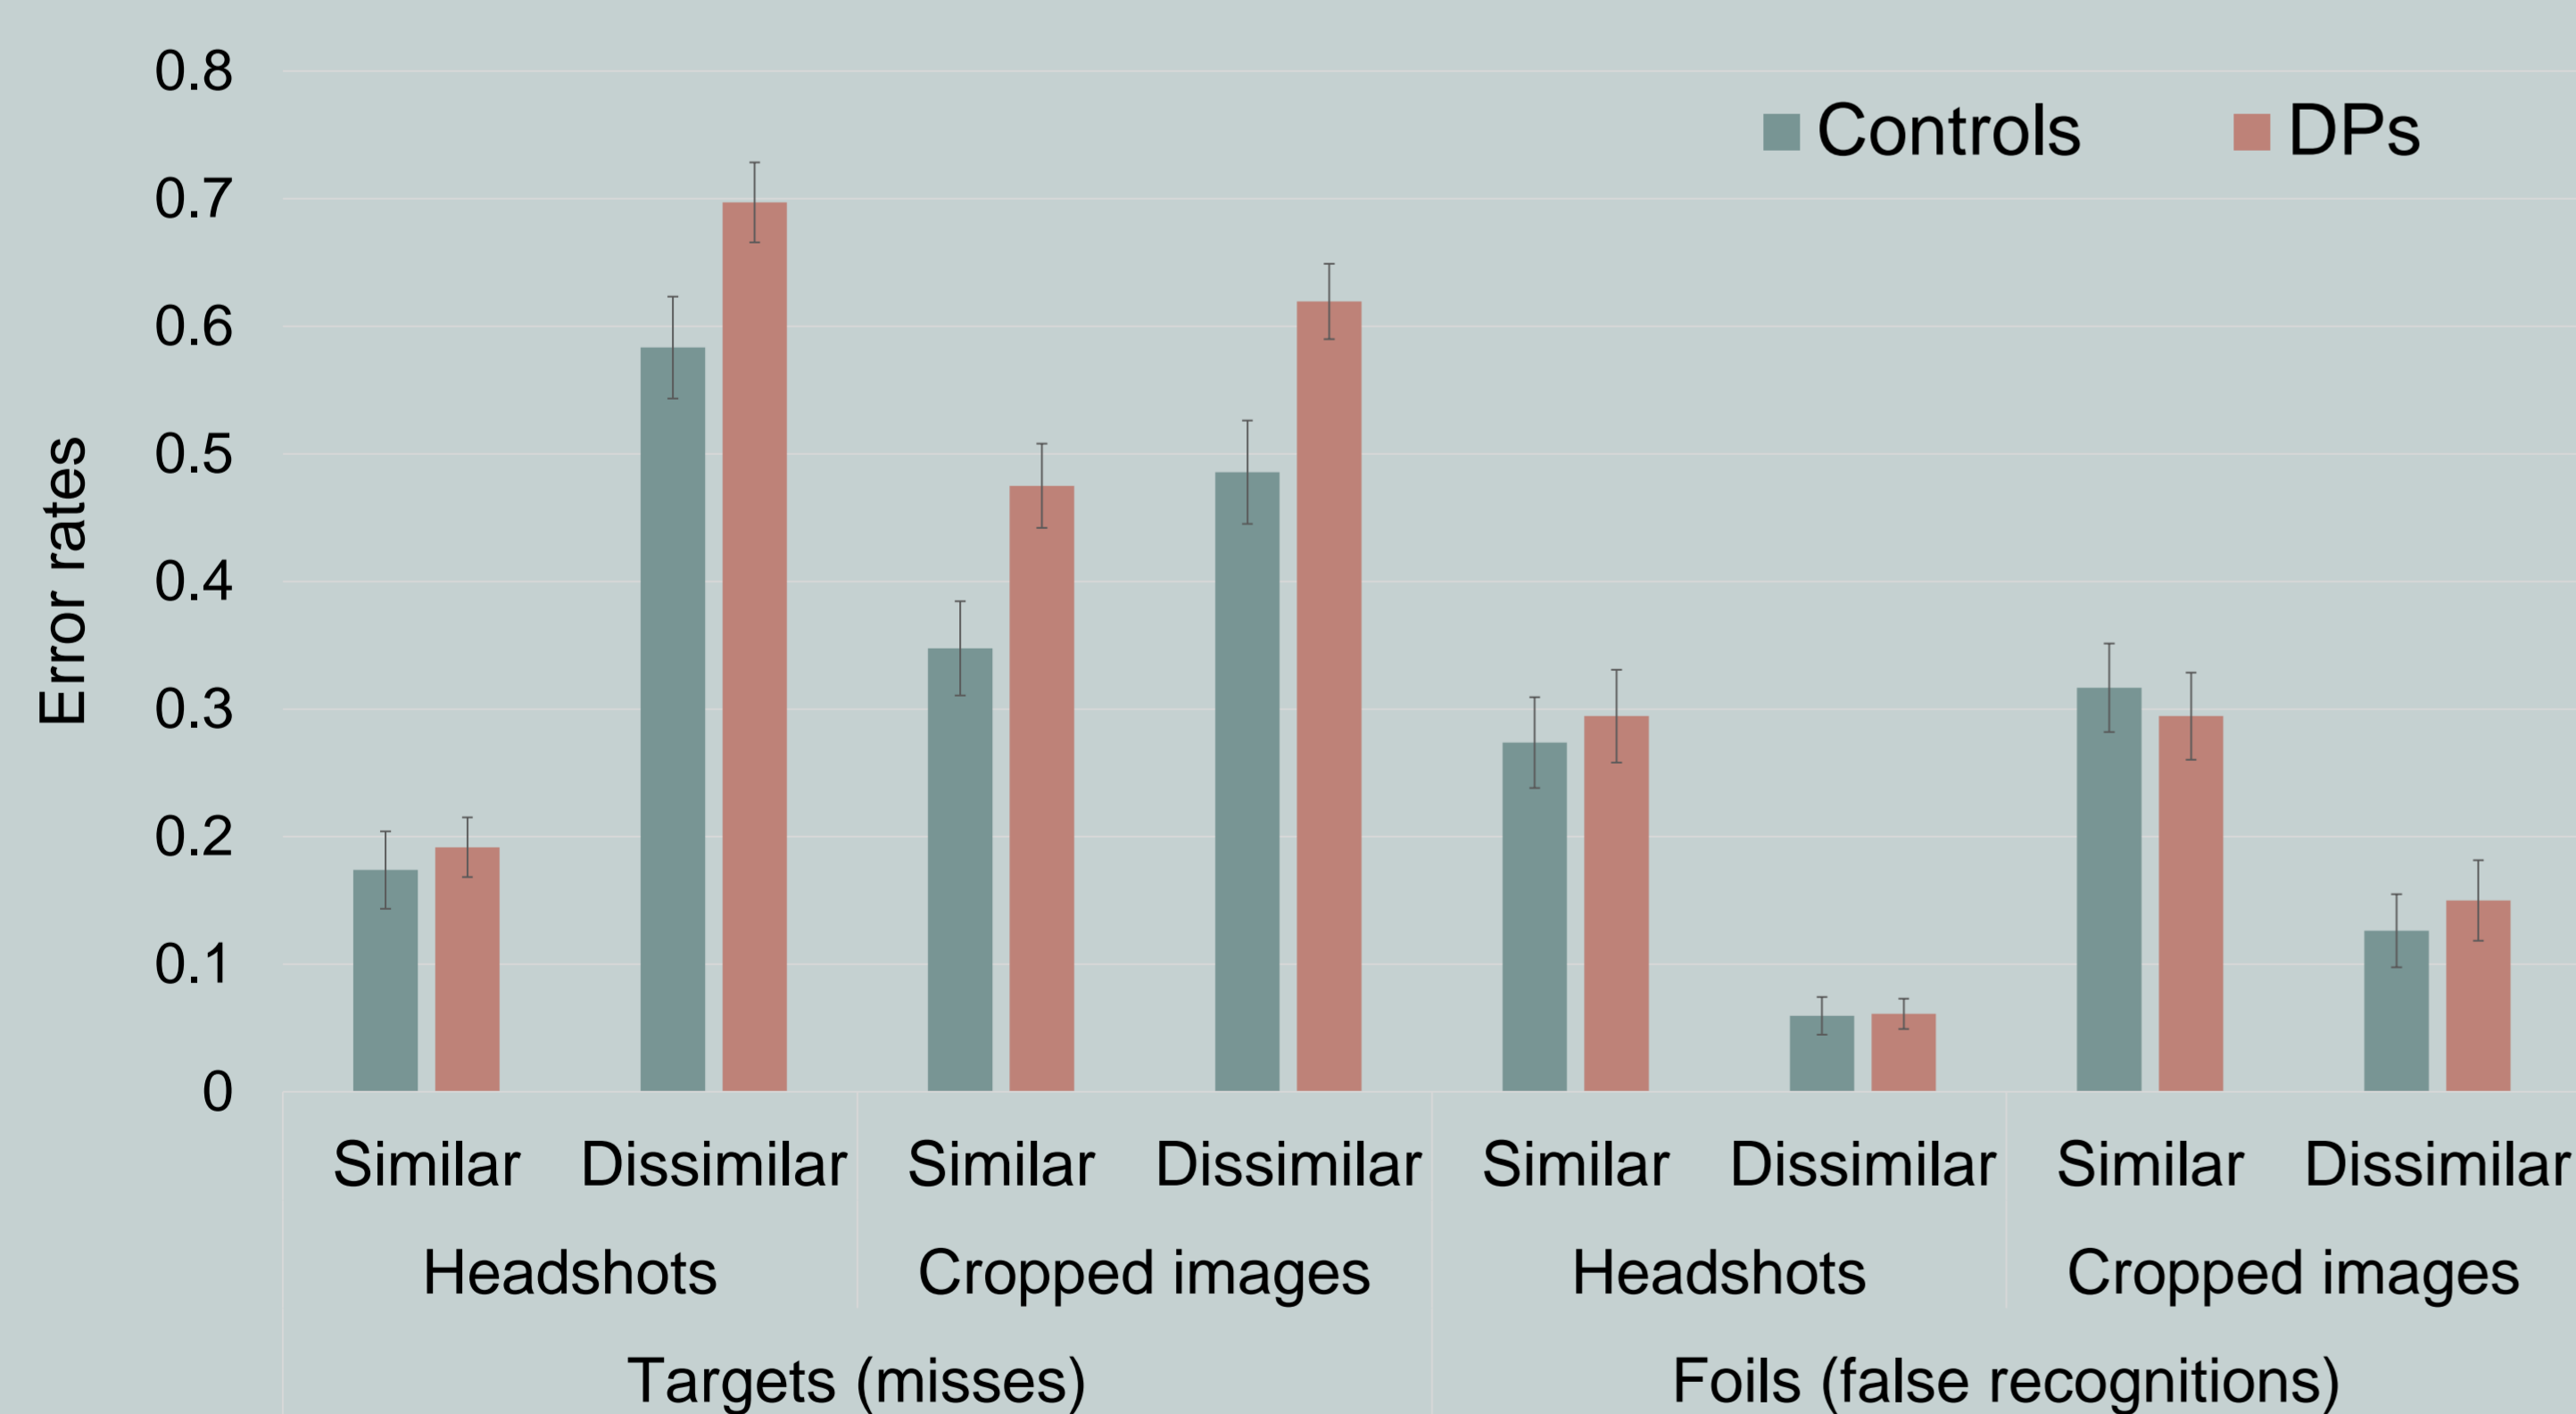 0.8
Controls DPs
0.7
0.6
0.5
0.4
0.3
0.2
0.1
0
Error rates
Similar Dissimilar Similar Dissimilar Similar Dissimilar Similar Dissimilar
Headshots Cropped images Headshots Cropped images
Targets (misses) Foils (false recognitions)